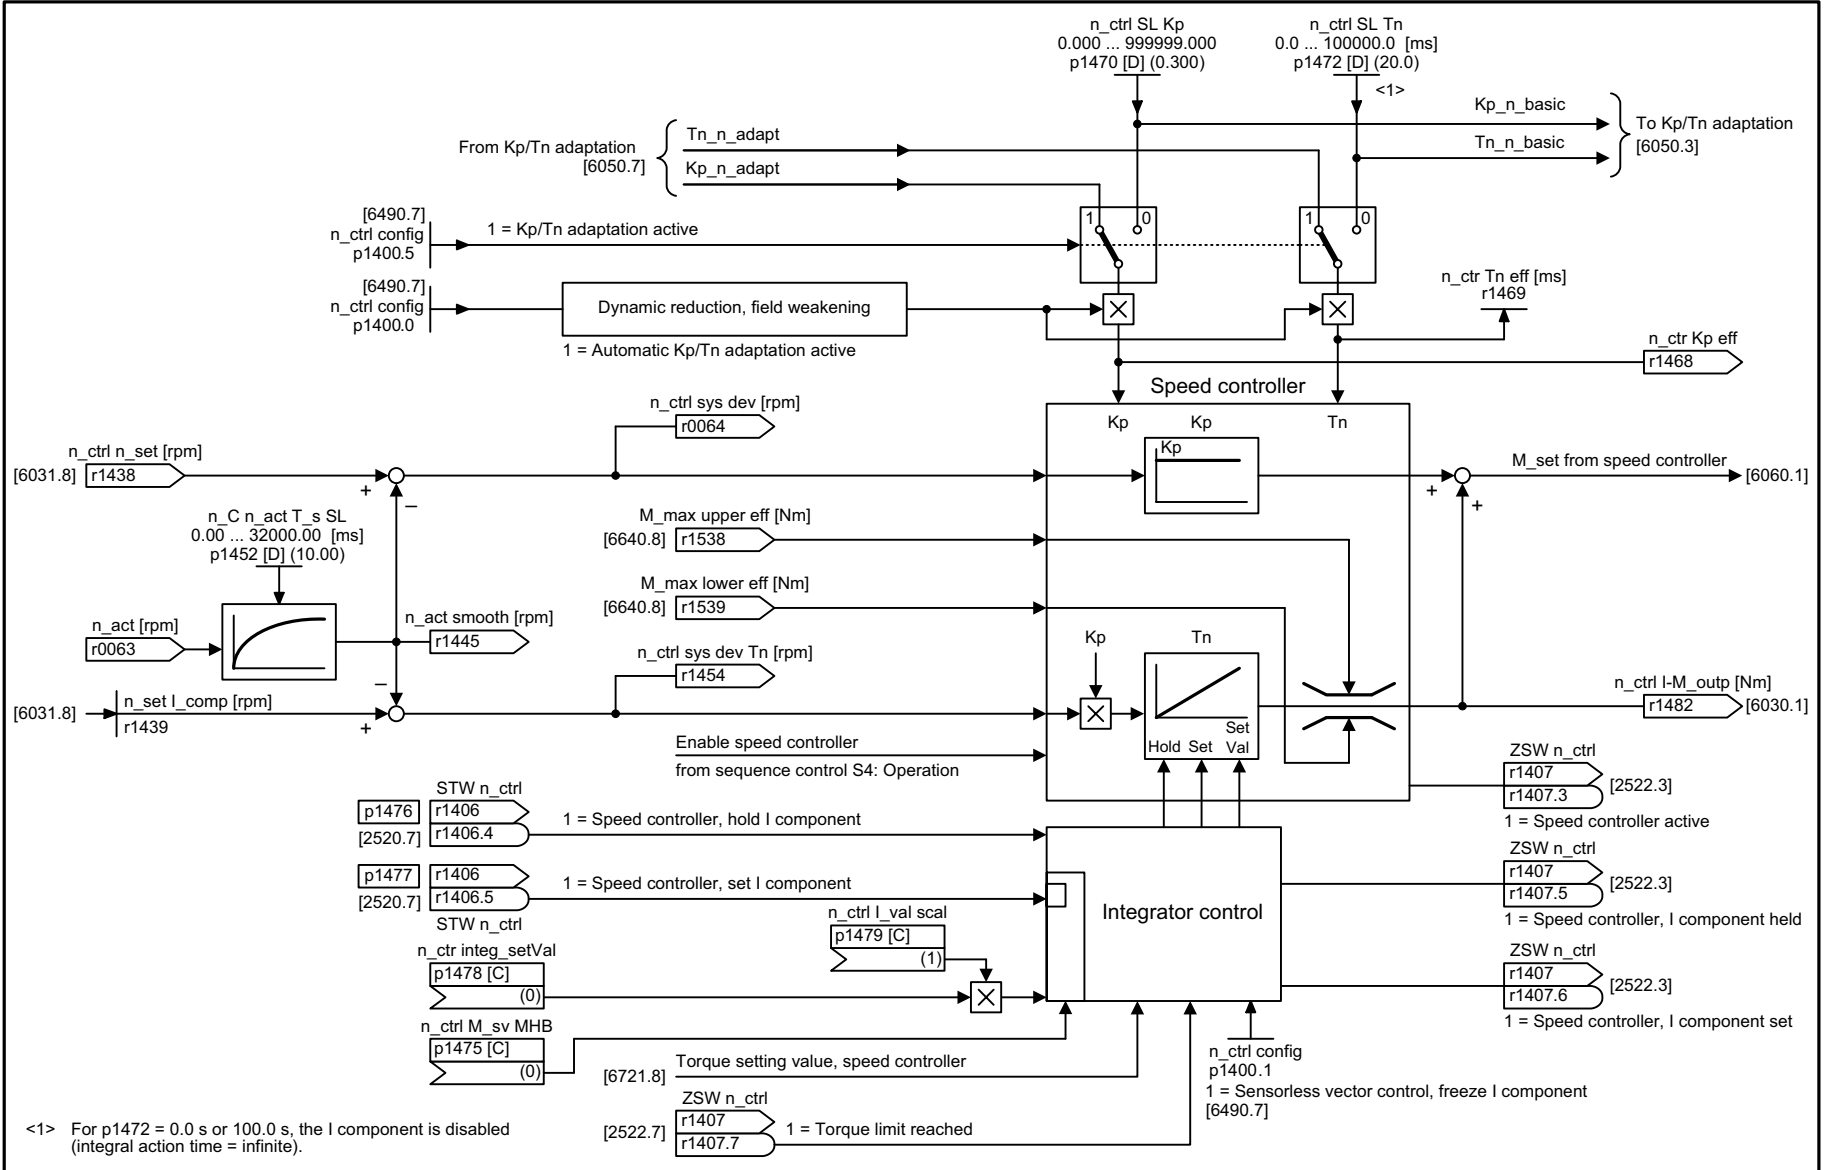 n_ctrl SL Kp
0.000 ... 999999.000
p1470 [D] (0.300)
n_ctrl SL Tn
0.0 ... 100000.0 [ms]
p1472 [D] (20.0)
<1>
Kp_n_basic
Tn_n_basic
To Kp/Tn adaptation
[6050.3]
From Kp/Tn adaptation
[6050.7]
Tn_n_adapt
Kp_n_adapt
[6490.7]
n_ctrl config
p1400.5
1 = Kp/Tn adaptation active
1 0
1 0
[6490.7]
n_ctrl config
p1400.0
Dynamic reduction, field weakening
1 = Automatic Kp/Tn adaptation active
n_ctr Tn eff [ms]
r1469
n_ctr Kp eff
r1468
Speed controller
Kp Kp Tn
Kp
n_ctrl sys dev [rpm]
r0064
n_ctrl n_set [rpm]
[6031.8] r1438
+
–
+
+
M_set from speed controller
[6060.1]
n_C n_act T_s SL
0.00 ... 32000.00 [ms]
p1452 [D] (10.00)
M_max upper eff [Nm]
[6640.8] r1538
M_max lower eff [Nm]
[6640.8] r1539
n_act [rpm]
r0063
n_act smooth [rpm]
r1445
n_ctrl sys dev Tn [rpm]
r1454
–
+
[6031.8]
n_set I_comp [rpm]
r1439
Kp
Tn
Hold Set
Set
Val
n_ctrl I-M_outp [Nm]
r1482 [6030.1]
Enable speed controller
from sequence control S4: Operation
ZSW n_ctrl
r1407
r1407.3
[2522.3]
1 = Speed controller active
STW n_ctrl
p1476 r1406
[2520.7] r1406.4
1 = Speed controller, hold I component
p1477 r1406
[2520.7] r1406.5
STW n_ctrl
1 = Speed controller, set I component
Integrator control
ZSW n_ctrl
r1407
r1407.5
[2522.3]
1 = Speed controller, I component held
n_ctrl I_val scal
p1479 [C]
(1)
n_ctr integ_setVal
p1478 [C]
(0)
ZSW n_ctrl
r1407
r1407.6
[2522.3]
1 = Speed controller, I component set
n_ctrl M_sv MHB
p1475 [C]
(0)
Torque setting value, speed controller
[6721.8]
n_ctrl config
p1400.1
1 = Sensorless vector control, freeze I component
[6490.7]
ZSW n_ctrl
r1407
[2522.7] r1407.7
1 = Torque limit reached
<1> For p1472 = 0.0 s or 100.0 s, the I component is disabled
(integral action time = infinite).